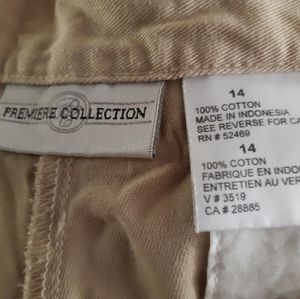 PREMIERE COLLECTION
14
100% COTTON
MADE IN INDONESIA
SEE REVERSE FOR CA
RN # 52469
14
100% COTON
FABRIQUE EN INDO
ENTRETIEN AU VER
V # 3519
CA # 28885